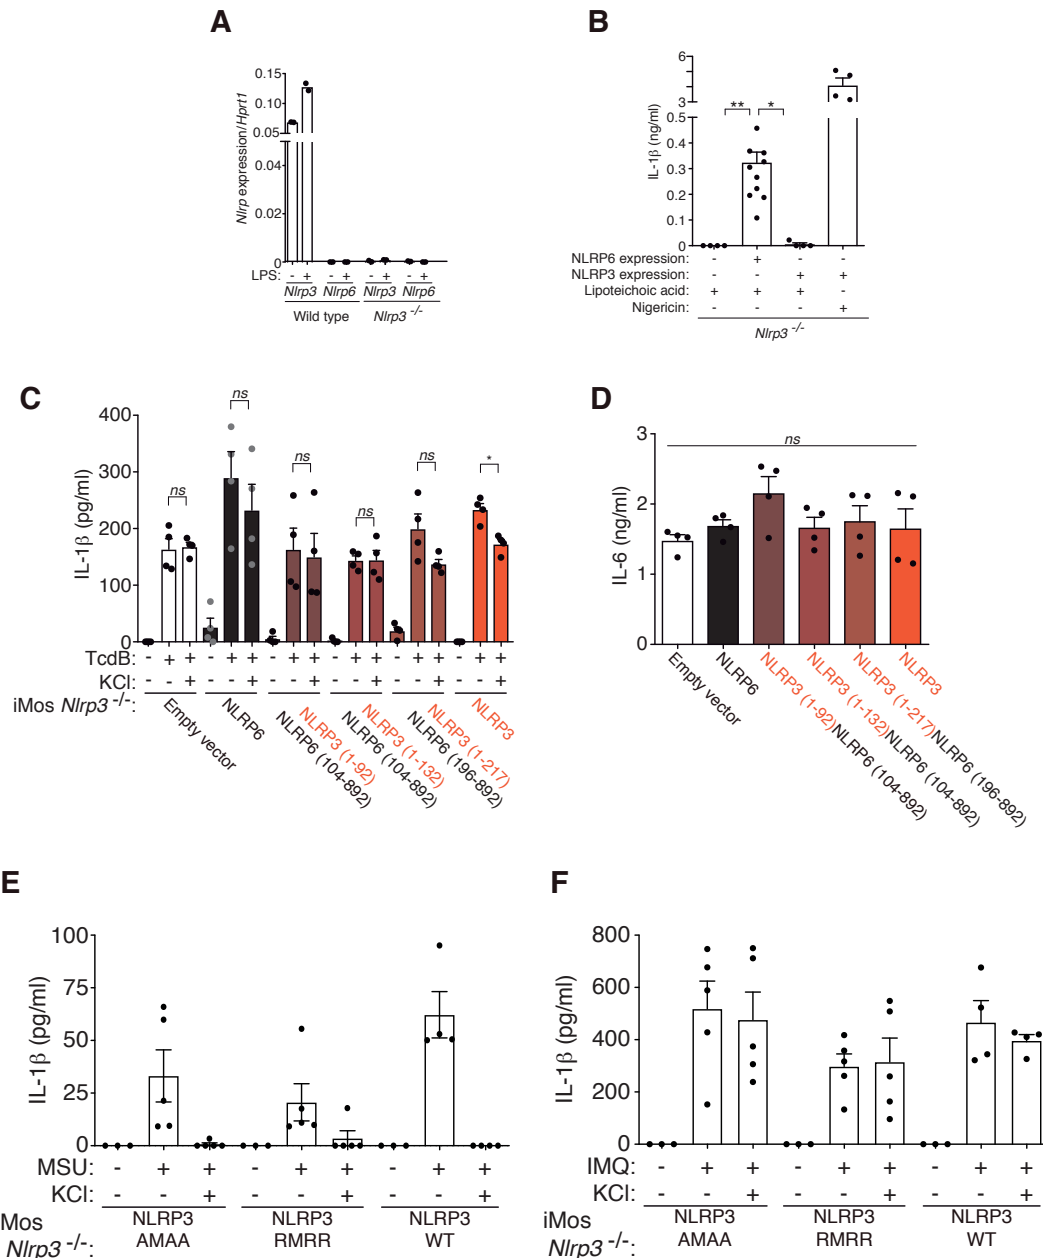 A
0.15
0.10
0.05
0.04
0.02
0
Nlrp expression/Hprt1
LPS: - + - + - + - +
Nlrp3 Nlrp6 Nlrp3 Nlrp6
Wild type Nlrp3 -/-
B
6
3
0.5
0.4
0.3
0.2
0.1
0
IL-1β (ng/ml)
** *
NLRP6 expression: - + - -
NLRP3 expression: - - + +
Lipoteichoic acid: + + + -
Nigericin: - - - +
Nlrp3 -/-
C
400
300
200
100
0
IL-1β (pg/ml)
ns ns ns ns ns *
TcdB: - + + - + + - + + - + + - + + - + +
KCl: - - + - - + - - + - - + - - + - - +
iMos Nlrp3 -/-:
Empty vector
NLRP6
NLRP3 (1-92)
NLRP6 (104-892)
NLRP3 (1-132)
NLRP6 (104-892)
NLRP3 (1-217)
NLRP6 (196-892)
NLRP3
D
3
2
1
0
IL-6 (ng/ml)
ns
Empty vector
NLRP6
NLRP3 (1-92)NLRP6 (104-892)
NLRP3 (1-132)NLRP6 (104-892)
NLRP3 (1-217)NLRP6 (196-892)
NLRP3
E
100
75
50
25
0
IL-1β (pg/ml)
MSU: - + + - + + - + +
KCl: - - + - - + - - +
Mos
Nlrp3 -/-:
NLRP3 NLRP3 NLRP3
AMAA RMRR WT
F
800
600
400
200
0
IL-1β (pg/ml)
IMQ: - + + - + + - + +
KCl: - - + - - + - - +
iMos
Nlrp3 -/-:
NLRP3 NLRP3 NLRP3
AMAA RMRR WT